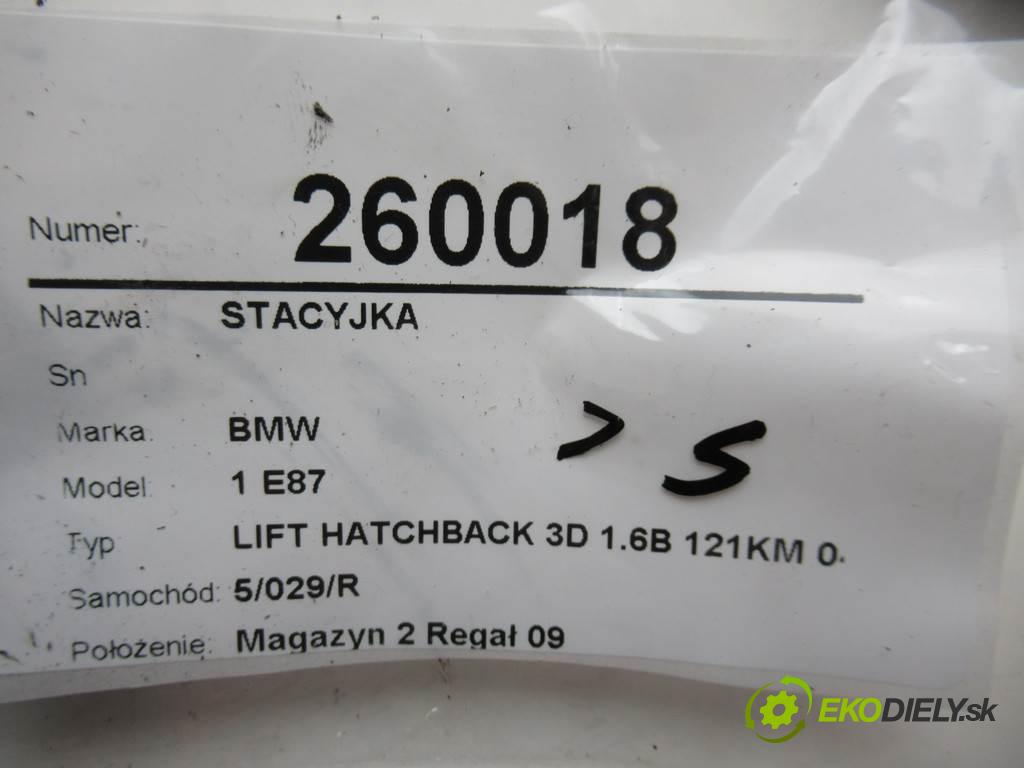 Numer: 260018
Nazwa: STACYJKA
Sn
Marka: BMW
> S
Model: 1 E87
Typ LIFT HATCHBACK 3D 1.6B 121KM 0.
Samochód: 5/029/R
Położenie: Magazyn 2 Regał 09
EKODIELY.sk